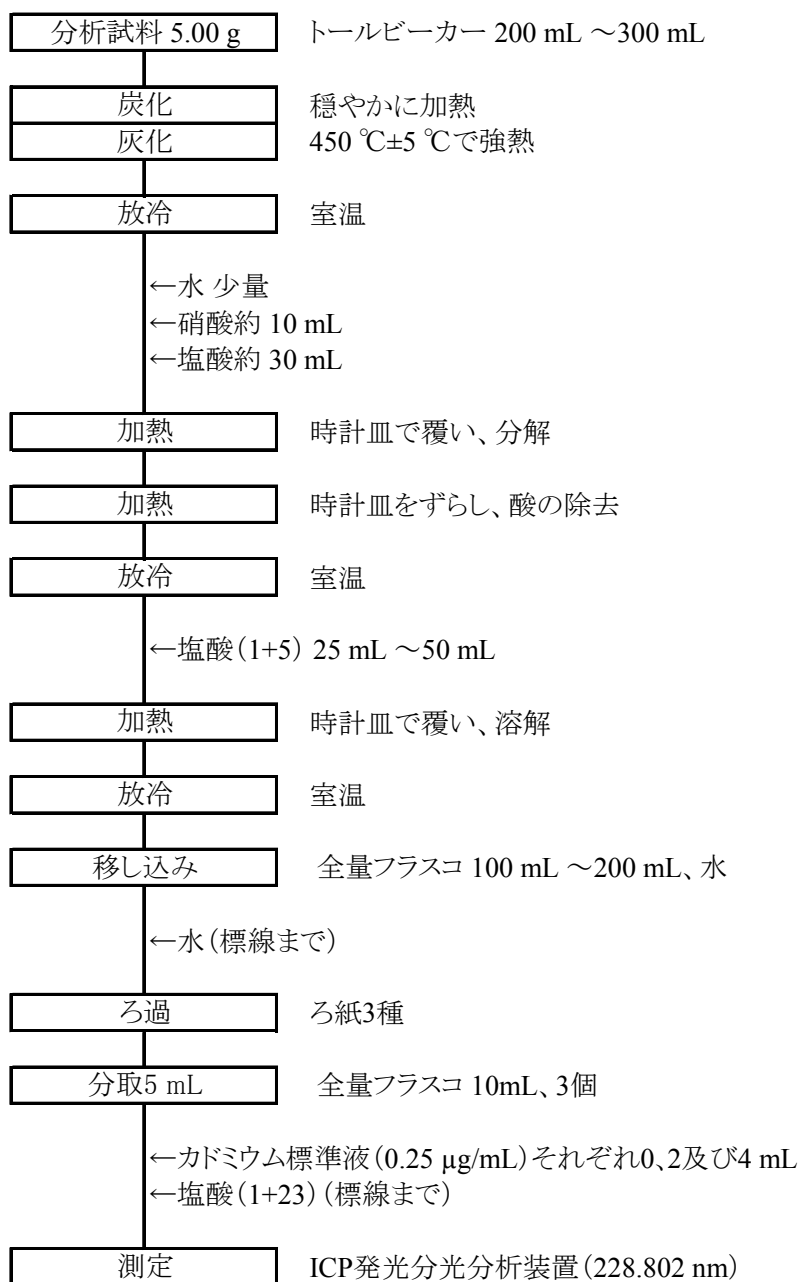 分析試料 5.00 g トールビーカー 200 mL ～300 mL
炭化 穏やかに加熱
灰化 450 ℃±5 ℃で強熱
放冷 室温
←水 少量
←硝酸約 10 mL
←塩酸約 30 mL
加熱 時計皿で覆い、分解
加熱 時計皿をずらし、酸の除去
放冷 室温
←塩酸(1+5) 25 mL ～50 mL
加熱 時計皿で覆い、溶解
放冷 室温
移し込み 全量フラスコ 100 mL ～200 mL、水
←水(標線まで)
ろ過 ろ紙3種
分取5 mL 全量フラスコ 10mL、3個
←カドミウム標準液(0.25 µg/mL)それぞれ0、2及び4 mL
←塩酸(1+23)(標線まで)
測定 ICP発光分光分析装置(228.802 nm)